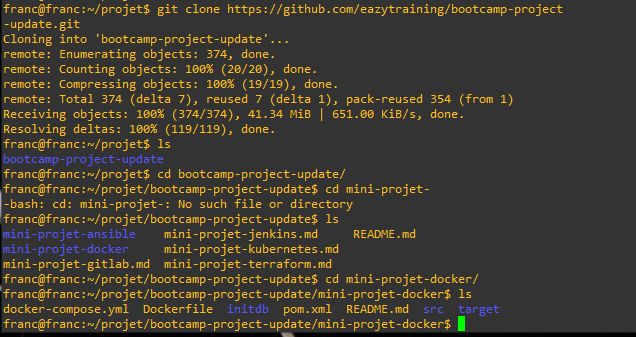 franc@franc:~/projet$ git clone https://github.com/eazytraining/bootcamp-project
-update.git
Cloning into 'bootcamp-project-update'...
remote: Enumerating objects: 374, done.
remote: Counting objects: 100% (20/20), done.
remote: Compressing objects: 100% (19/19), done.
remote: Total 374 (delta 7), reused 7 (delta 1), pack-reused 354 (from 1)
Receiving objects: 100% (374/374), 41.34 MiB | 651.00 KiB/s, done.
Resolving deltas: 100% (119/119), done.
franc@franc:~/projet$ ls
bootcamp-project-update
franc@franc:~/projet$ cd bootcamp-project-update/
franc@franc:~/projet/bootcamp-project-update$ cd mini-projet-
-bash: cd: mini-projet-: No such file or directory
franc@franc:~/projet/bootcamp-project-update$ ls
mini-projet-ansible    mini-projet-jenkins.md     README.md
mini-projet-docker     mini-projet-kubernetes.md
mini-projet-gitlab.md  mini-projet-terraform.md
franc@franc:~/projet/bootcamp-project-update$ cd mini-projet-docker/
franc@franc:~/projet/bootcamp-project-update/mini-projet-docker$ ls
docker-compose.yml  Dockerfile  initdb  pom.xml  README.md  src  target
franc@franc:~/projet/bootcamp-project-update/mini-projet-docker$